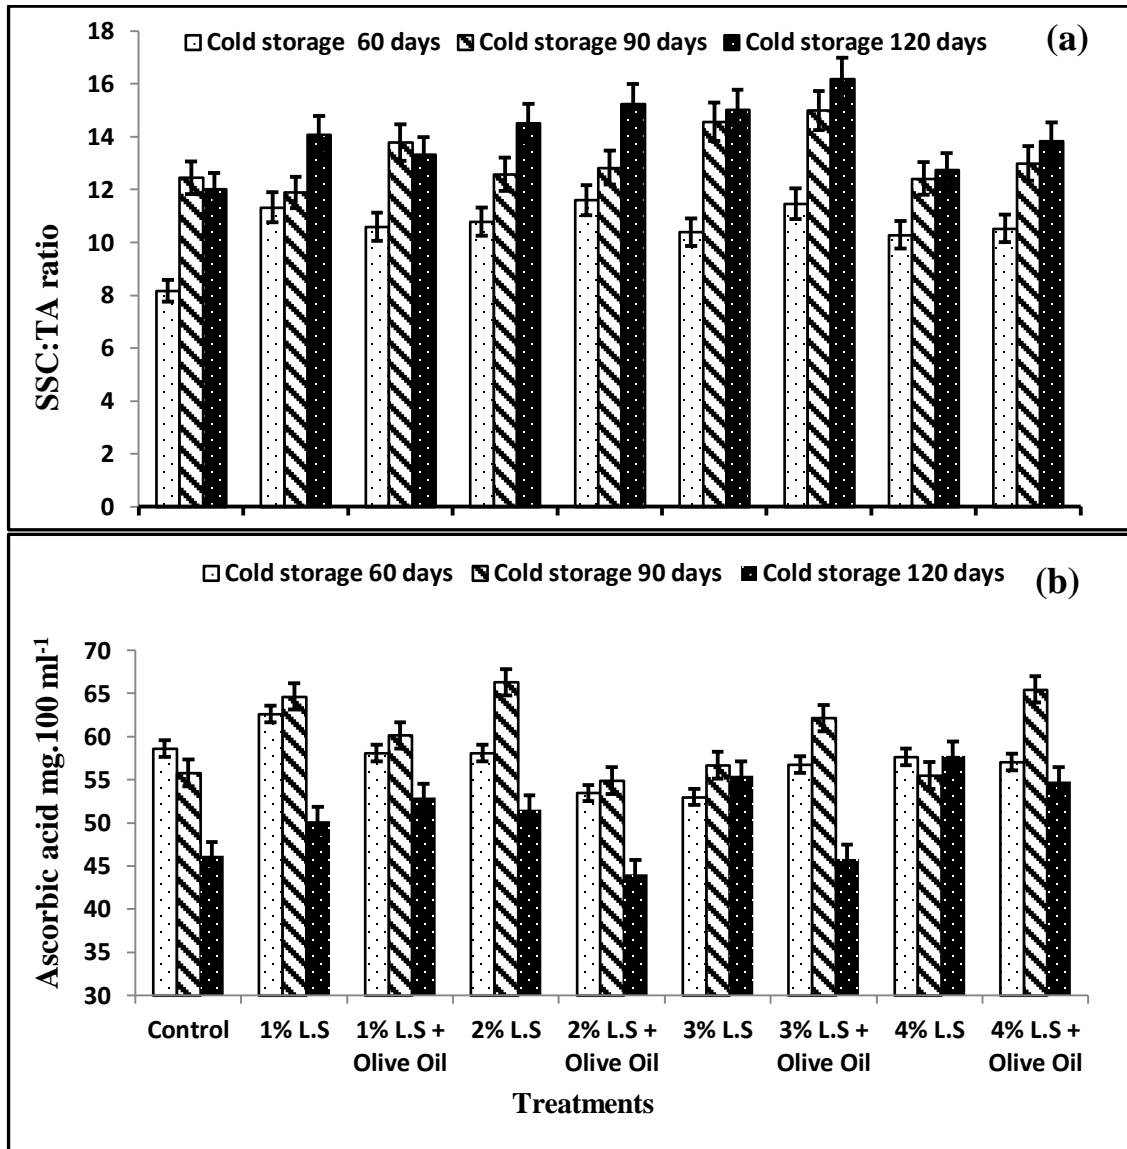 (a)
Cold storage 60 days Cold storage 90 days Cold storage 120 days
SSC:TA ratio
18
16
14
12
10
8
6
4
2
0
(b)
Cold storage 60 days Cold storage 90 days Cold storage 120 days
Ascorbic acid mg.100 ml⁻¹
70
65
60
55
50
45
40
35
30
Control 1% L.S 1% L.S + 2% L.S 2% L.S + 3% L.S 3% L.S + 4% L.S 4% L.S +
Olive Oil Olive Oil Olive Oil Olive Oil
Treatments